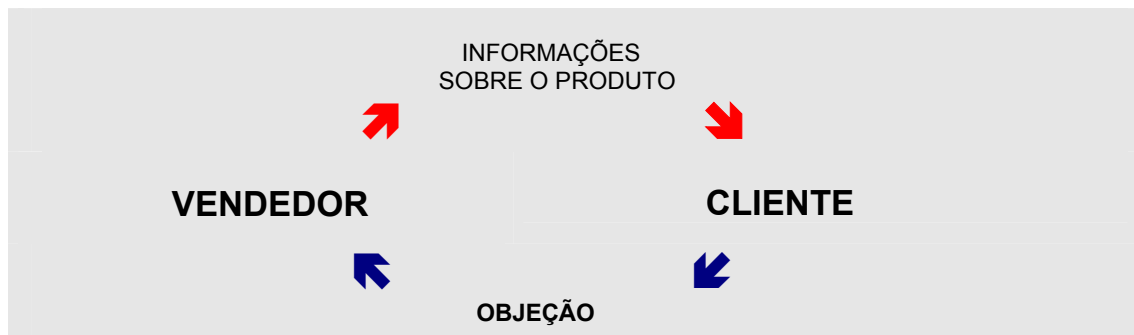 INFORMAÇÕES
SOBRE O PRODUTO
VENDEDOR
CLIENTE
OBJEÇÃO